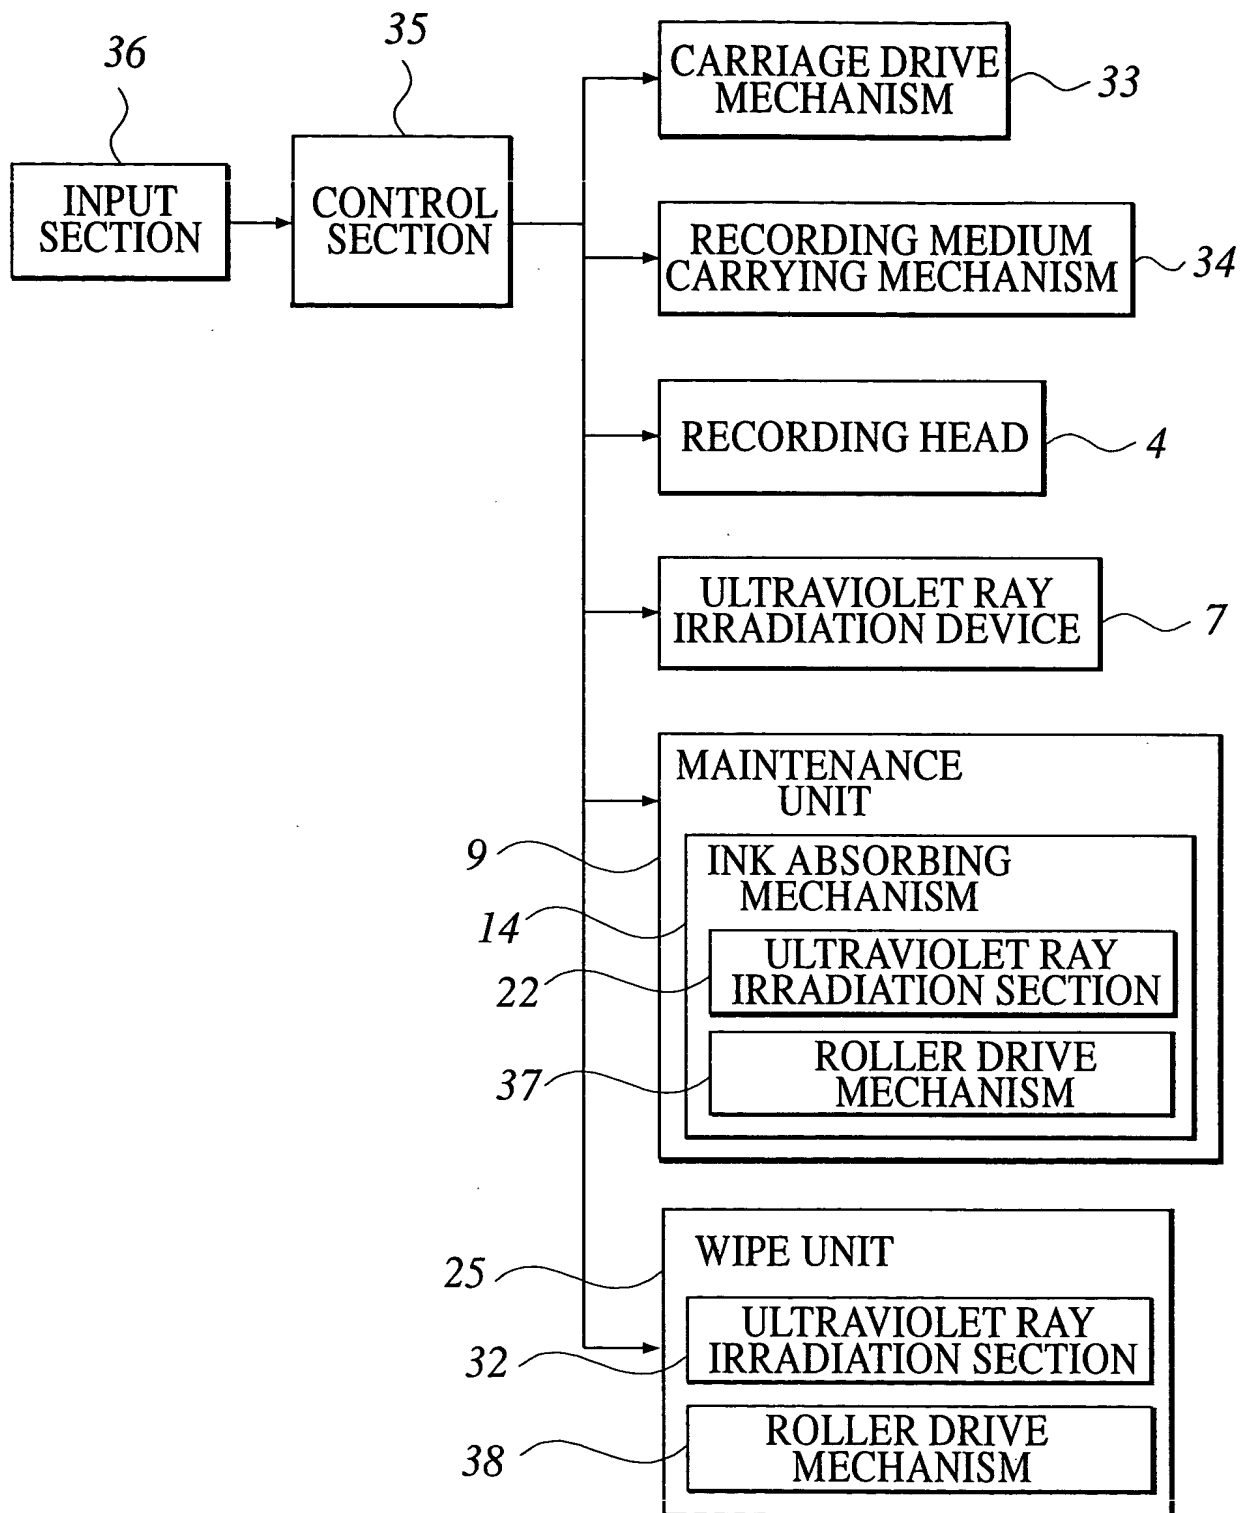 36
35
INPUT
SECTION
CONTROL
SECTION
CARRIAGE DRIVE
MECHANISM
33
RECORDING MEDIUM
CARRYING MECHANISM
34
RECORDING HEAD
4
ULTRAVIOLET RAY
IRRADIATION DEVICE
7
MAINTENANCE
UNIT
9
INK ABSORBING
MECHANISM
14
ULTRAVIOLET RAY
IRRADIATION SECTION
22
ROLLER DRIVE
MECHANISM
37
WIPE UNIT
25
ULTRAVIOLET RAY
IRRADIATION SECTION
32
ROLLER DRIVE
MECHANISM
38